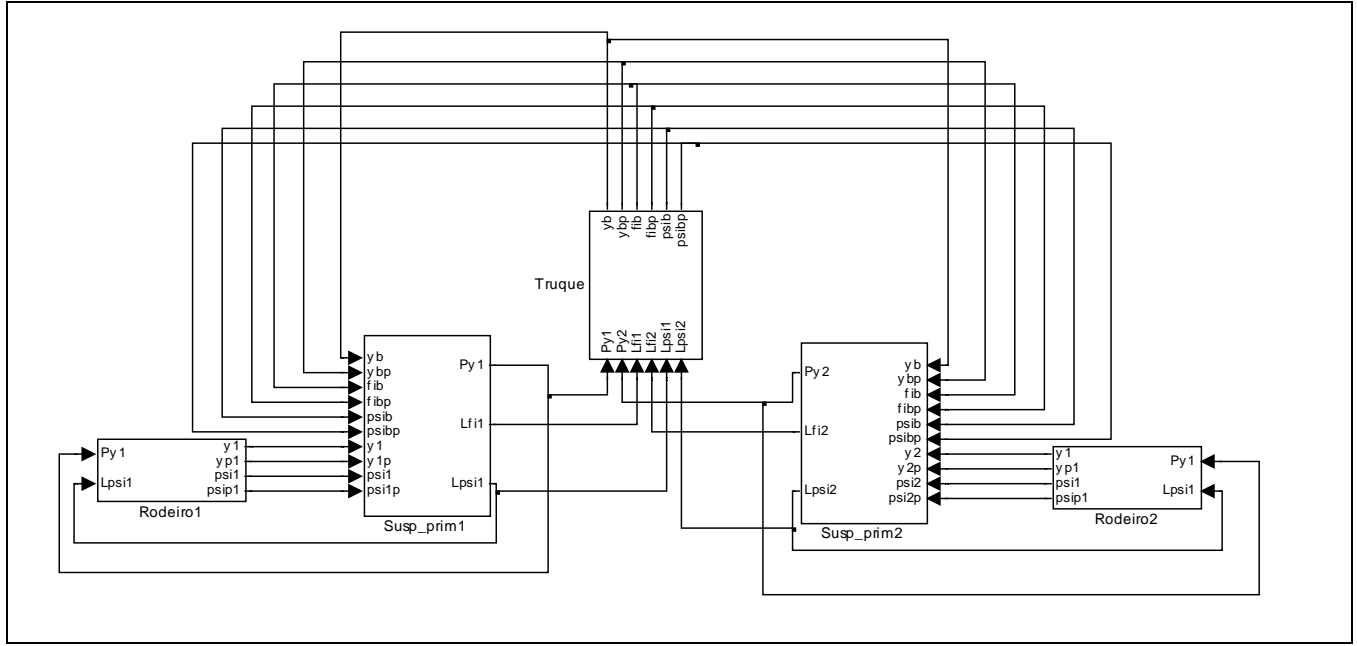 yb
ybp
fib
fibp
psib
psibp
Truque
Py1
Py2
Lfi1
Lfi2
Lpsi1
Lpsi2
yb
ybp
fib
fibp
psib
psibp
y1
y1p
psi1
psi1p
Py1
Lfi1
Lpsi1
Susp_prim1
Py1
Lpsi1
y1
yp1
psi1
psip1
Rodeiro1
Py2
Lfi2
Lpsi2
yb
ybp
fib
fibp
psib
psibp
y2
y2p
psi2
psi2p
Susp_prim2
y1
yp1
psi1
psip1
Py1
Lpsi1
Rodeiro2